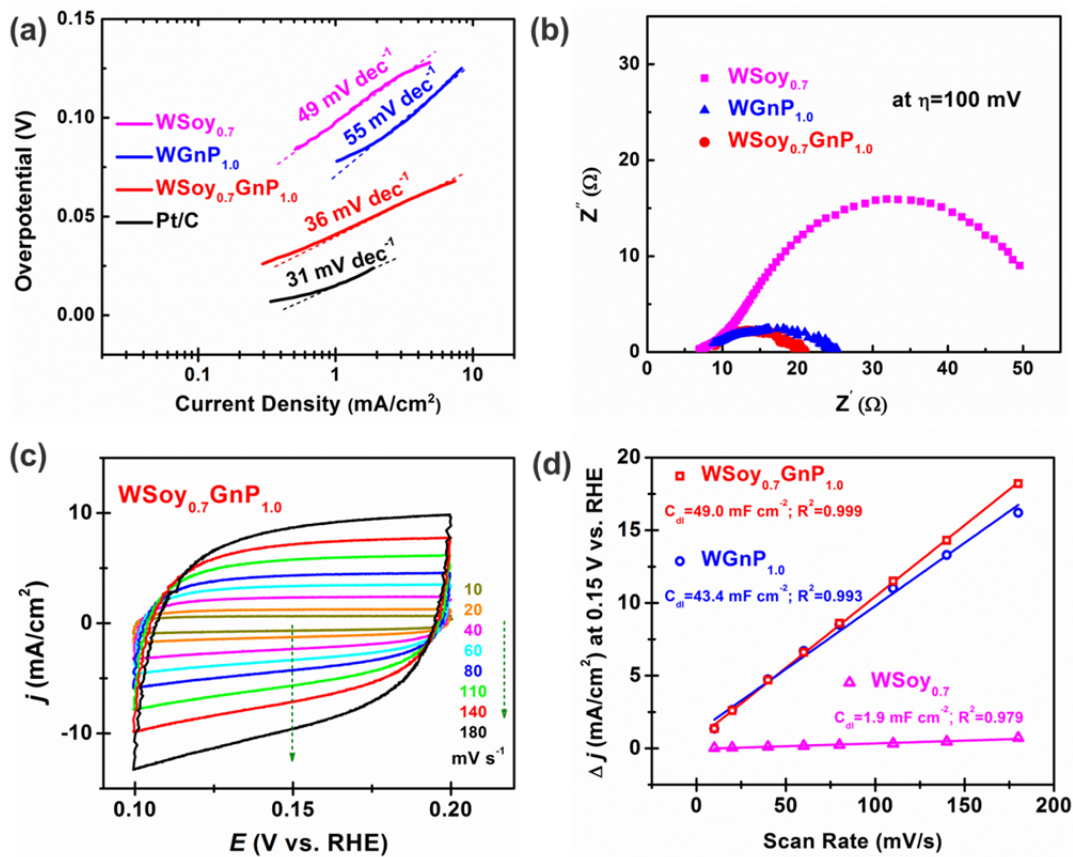 (a)
0.15
0.10
0.05
0.00
Overpotential (V)
0.1
1
10
Current Density (mA/cm²)
WSoy₀.₇
WGnP₁.₀
WSoy₀.₇GnP₁.₀
Pt/C
49 mV dec⁻¹
55 mV dec⁻¹
36 mV dec⁻¹
31 mV dec⁻¹
(b)
30
20
10
0
Z'' (Ω)
0
10
20
30
40
50
Z' (Ω)
WSoy₀.₇
WGnP₁.₀
WSoy₀.₇GnP₁.₀
at η=100 mV
(c)
WSoy₀.₇GnP₁.₀
10
0
-10
j (mA/cm²)
0.10
0.15
0.20
E (V vs. RHE)
10
20
40
60
80
110
140
180
mV s⁻¹
(d)
20
15
10
5
0
Δ j (mA/cm²) at 0.15 V vs. RHE
0
50
100
150
200
Scan Rate (mV/s)
WSoy₀.₇GnP₁.₀
C_dl=49.0 mF cm⁻²; R²=0.999
WGnP₁.₀
C_dl=43.4 mF cm⁻²; R²=0.993
WSoy₀.₇
C_dl=1.9 mF cm⁻²; R²=0.979